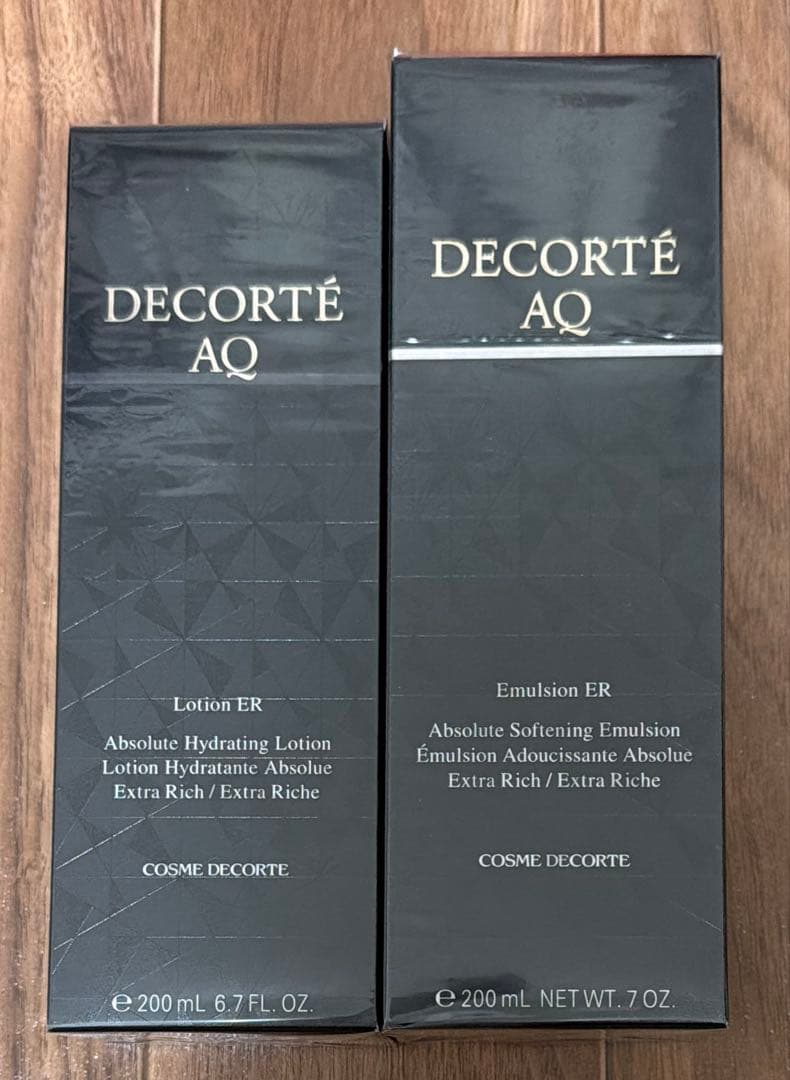 DECORTÉ
AQ
Lotion ER
Absolute Hydrating Lotion
Lotion Hydratante Absolue
Extra Rich / Extra Riche
COSME DECORTE
℮ 200 mL 6.7 FL. OZ.
DECORTÉ
AQ
Emulsion ER
Absolute Softening Emulsion
Émulsion Adoucissante Absolue
Extra Rich / Extra Riche
COSME DECORTE
℮ 200 mL NET WT. 7 OZ.